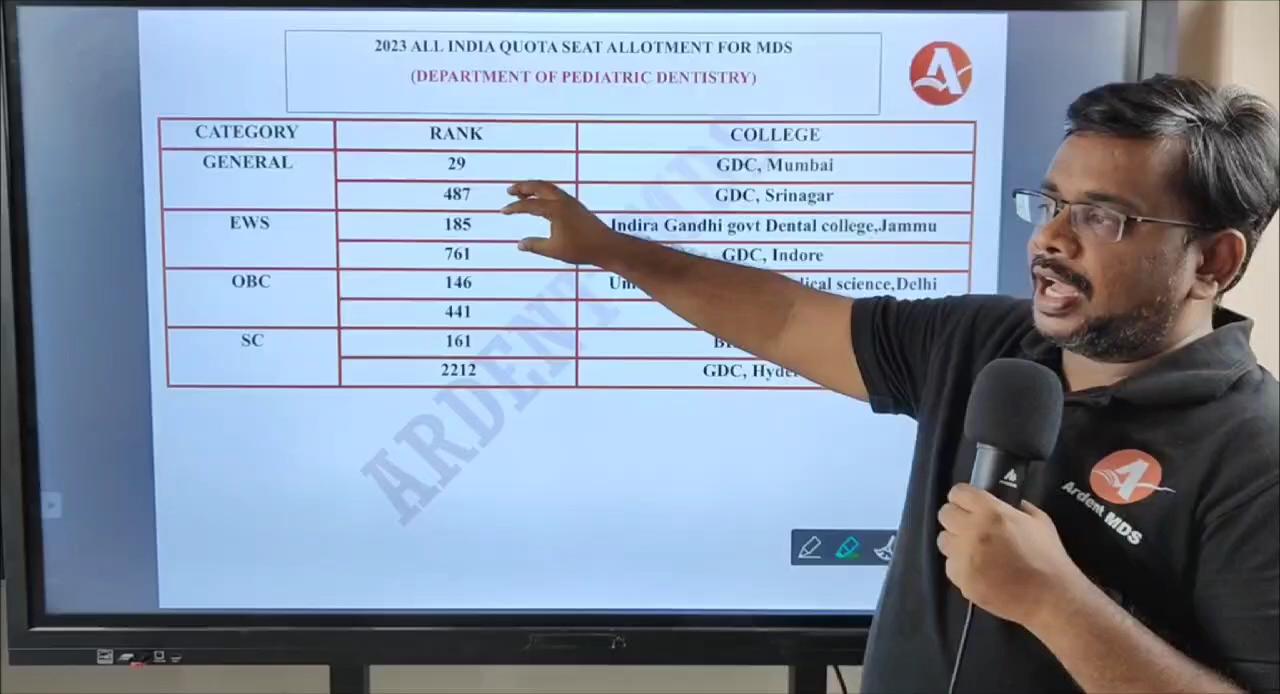 2023 ALL INDIA QUOTA SEAT ALLOTMENT FOR MDS
(DEPARTMENT OF PEDIATRIC DENTISTRY)
CATEGORY RANK COLLEGE
GENERAL 29 GDC, Mumbai
487 GDC, Srinagar
EWS 185 Indira Gandhi govt Dental college,Jammu
761 GDC, Indore
OBC 146 science,Delhi
441
SC 161
2212 GDC,
ARDENT MDS
Ardent MDS